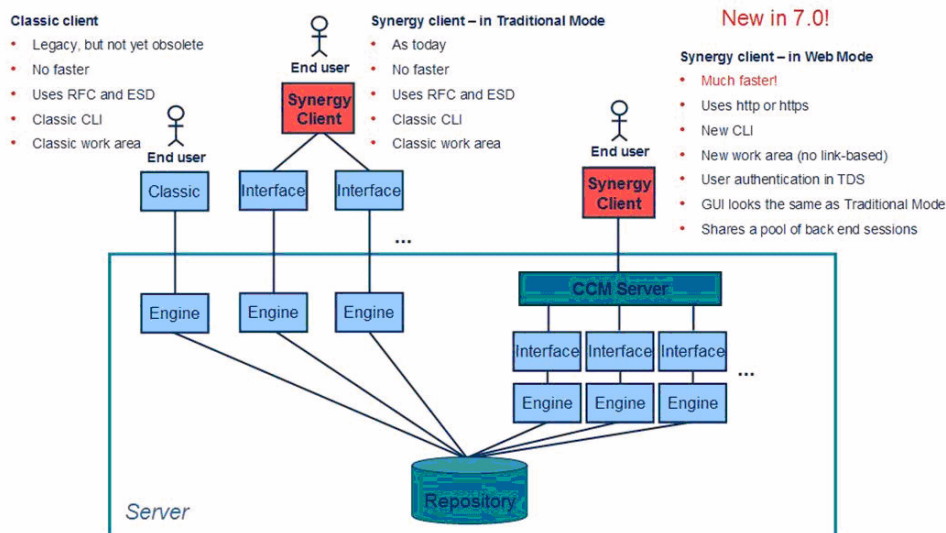 Classic client
• Legacy, but not yet obsolete
• No faster
• Uses RFC and ESD
• Classic CLI
• Classic work area
Synergy client – in Traditional Mode
• As today
• No faster
• Uses RFC and ESD
• Classic CLI
• Classic work area
New in 7.0!
Synergy client – in Web Mode
• Much faster!
• Uses http or https
• New CLI
• New work area (no link-based)
• User authentication in TDS
• GUI looks the same as Traditional Mode
• Shares a pool of back end sessions
End user
Synergy
Client
End user
End user
Classic
Interface
Interface
Synergy
Client
...
CCM Server
Engine
Engine
Engine
Interface
Interface
Interface
...
Engine
Engine
Engine
Repository
Server